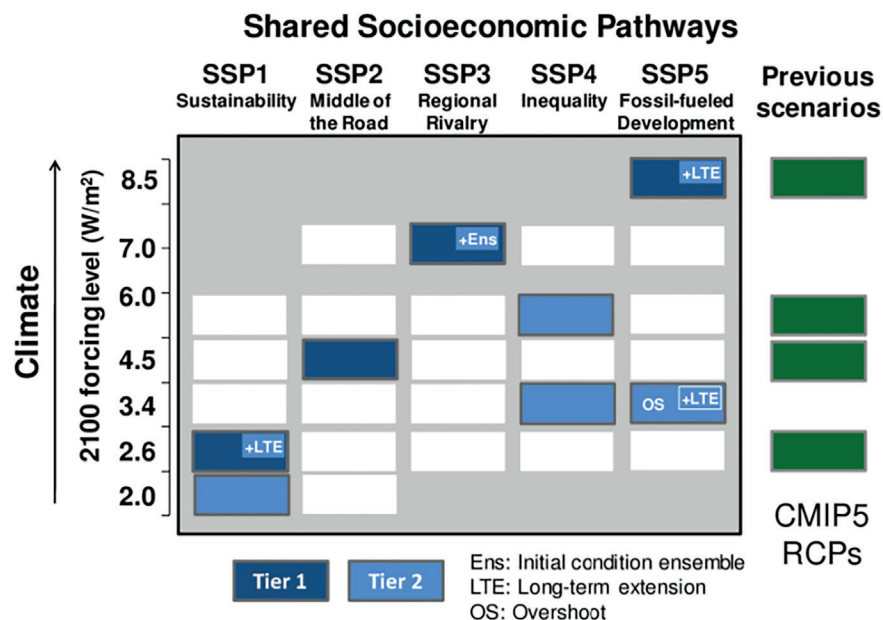 Shared Socioeconomic Pathways
SSP1
Sustainability
SSP2
Middle of
the Road
SSP3
Regional
Rivalry
SSP4
Inequality
SSP5
Fossil-fueled
Development
Previous
scenarios
Climate
2100 forcing level (W/m²)
8.5
+LTE
7.0
+Ens
6.0
4.5
3.4
OS
+LTE
2.6
+LTE
2.0
CMIP5
RCPs
Tier 1
Tier 2
Ens: Initial condition ensemble
LTE: Long-term extension
OS: Overshoot